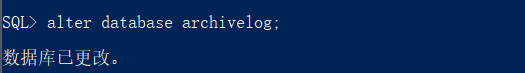 SQL> alter database archivelog;
数据库已更改。